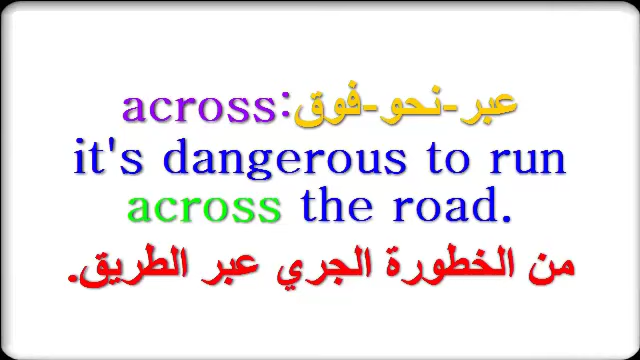 across:عبر-نحو-فوق
it's dangerous to run
across the road.
من الخطورة الجري عبر الطريق.